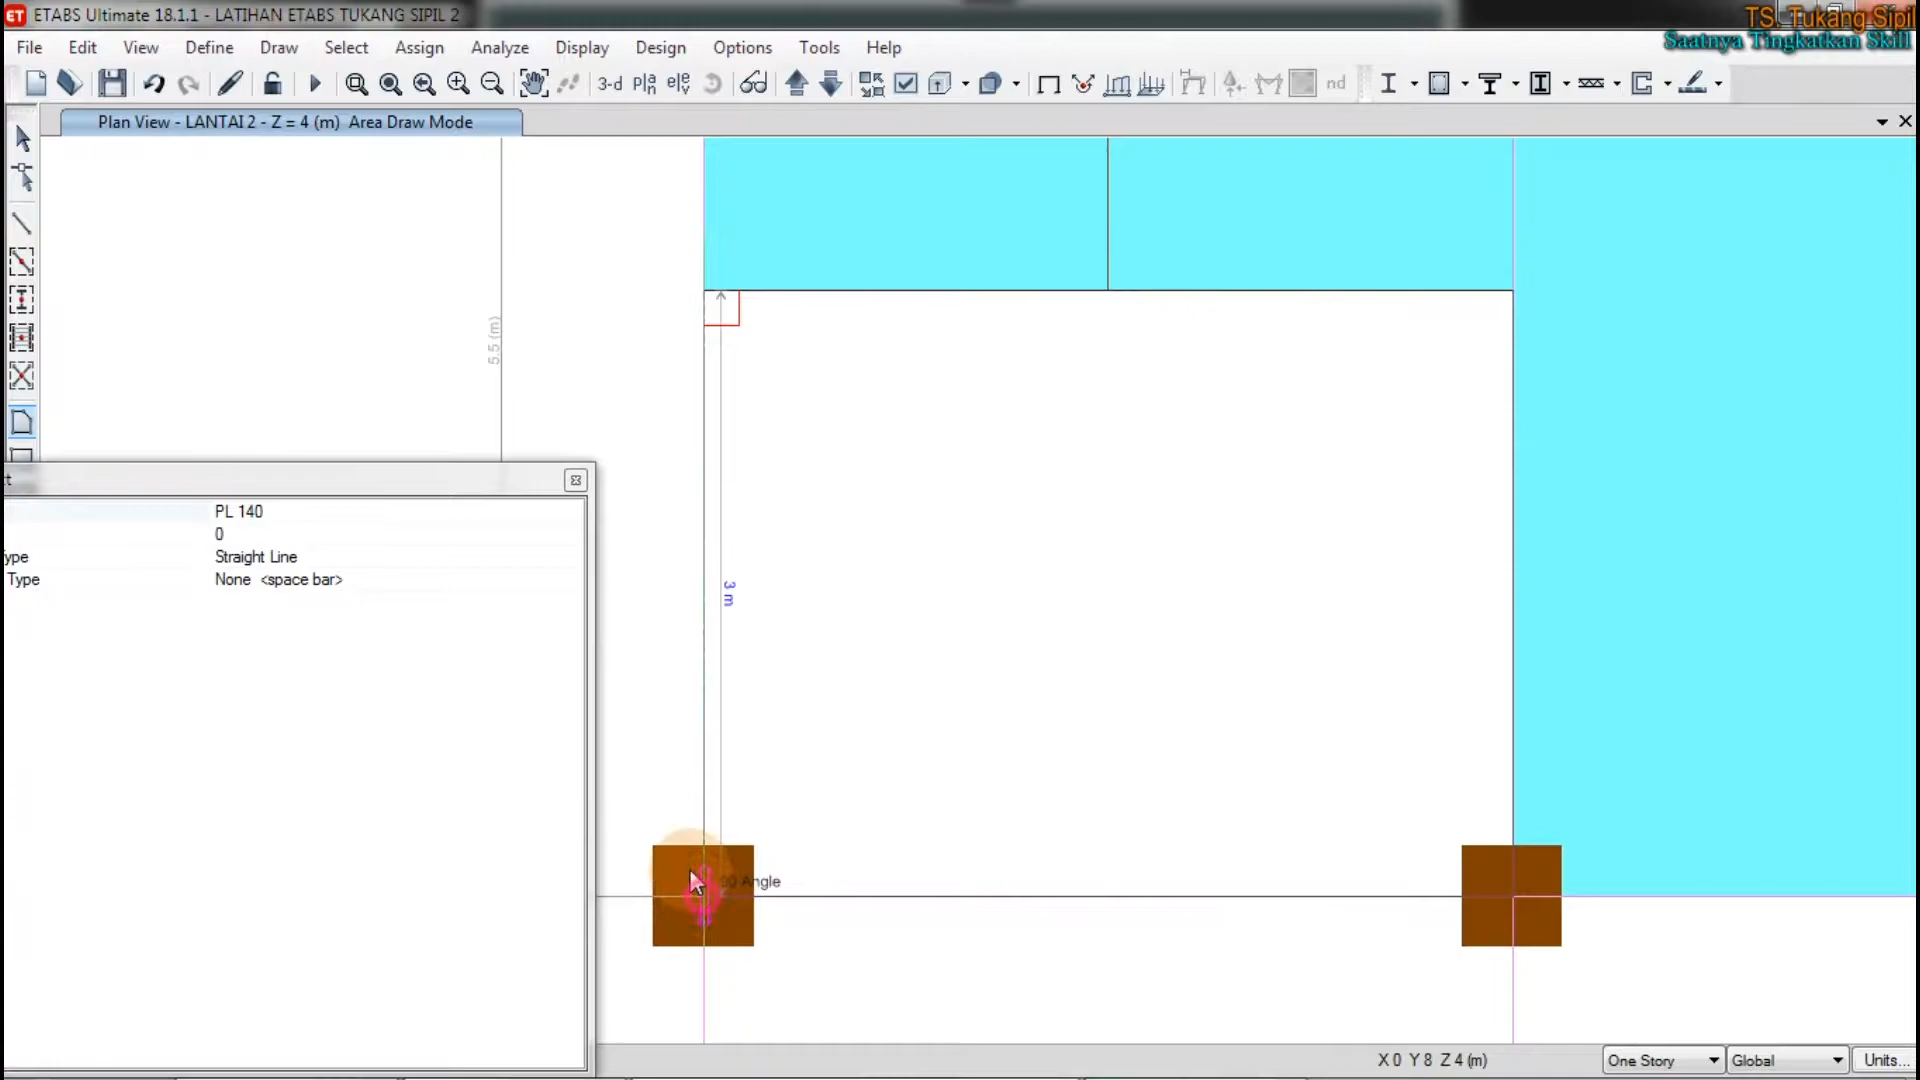 ETABS Ultimate 18.1.1 - LATIHAN ETABS TUKANG SIPIL 2
TS. Tukang Sipil
Saatnya Tingkatkan Skill
File Edit View Define Draw Select Assign Analyze Display Design Options Tools Help
3-d
nd
Plan View - LANTAI 2 - Z = 4 (m) Area Draw Mode
5.5 (m)
PL 140
0
ype Straight Line
Type None <space bar>
3 m
90 Angle
X 0 Y 8 Z 4 (m)
One Story
Global
Units...